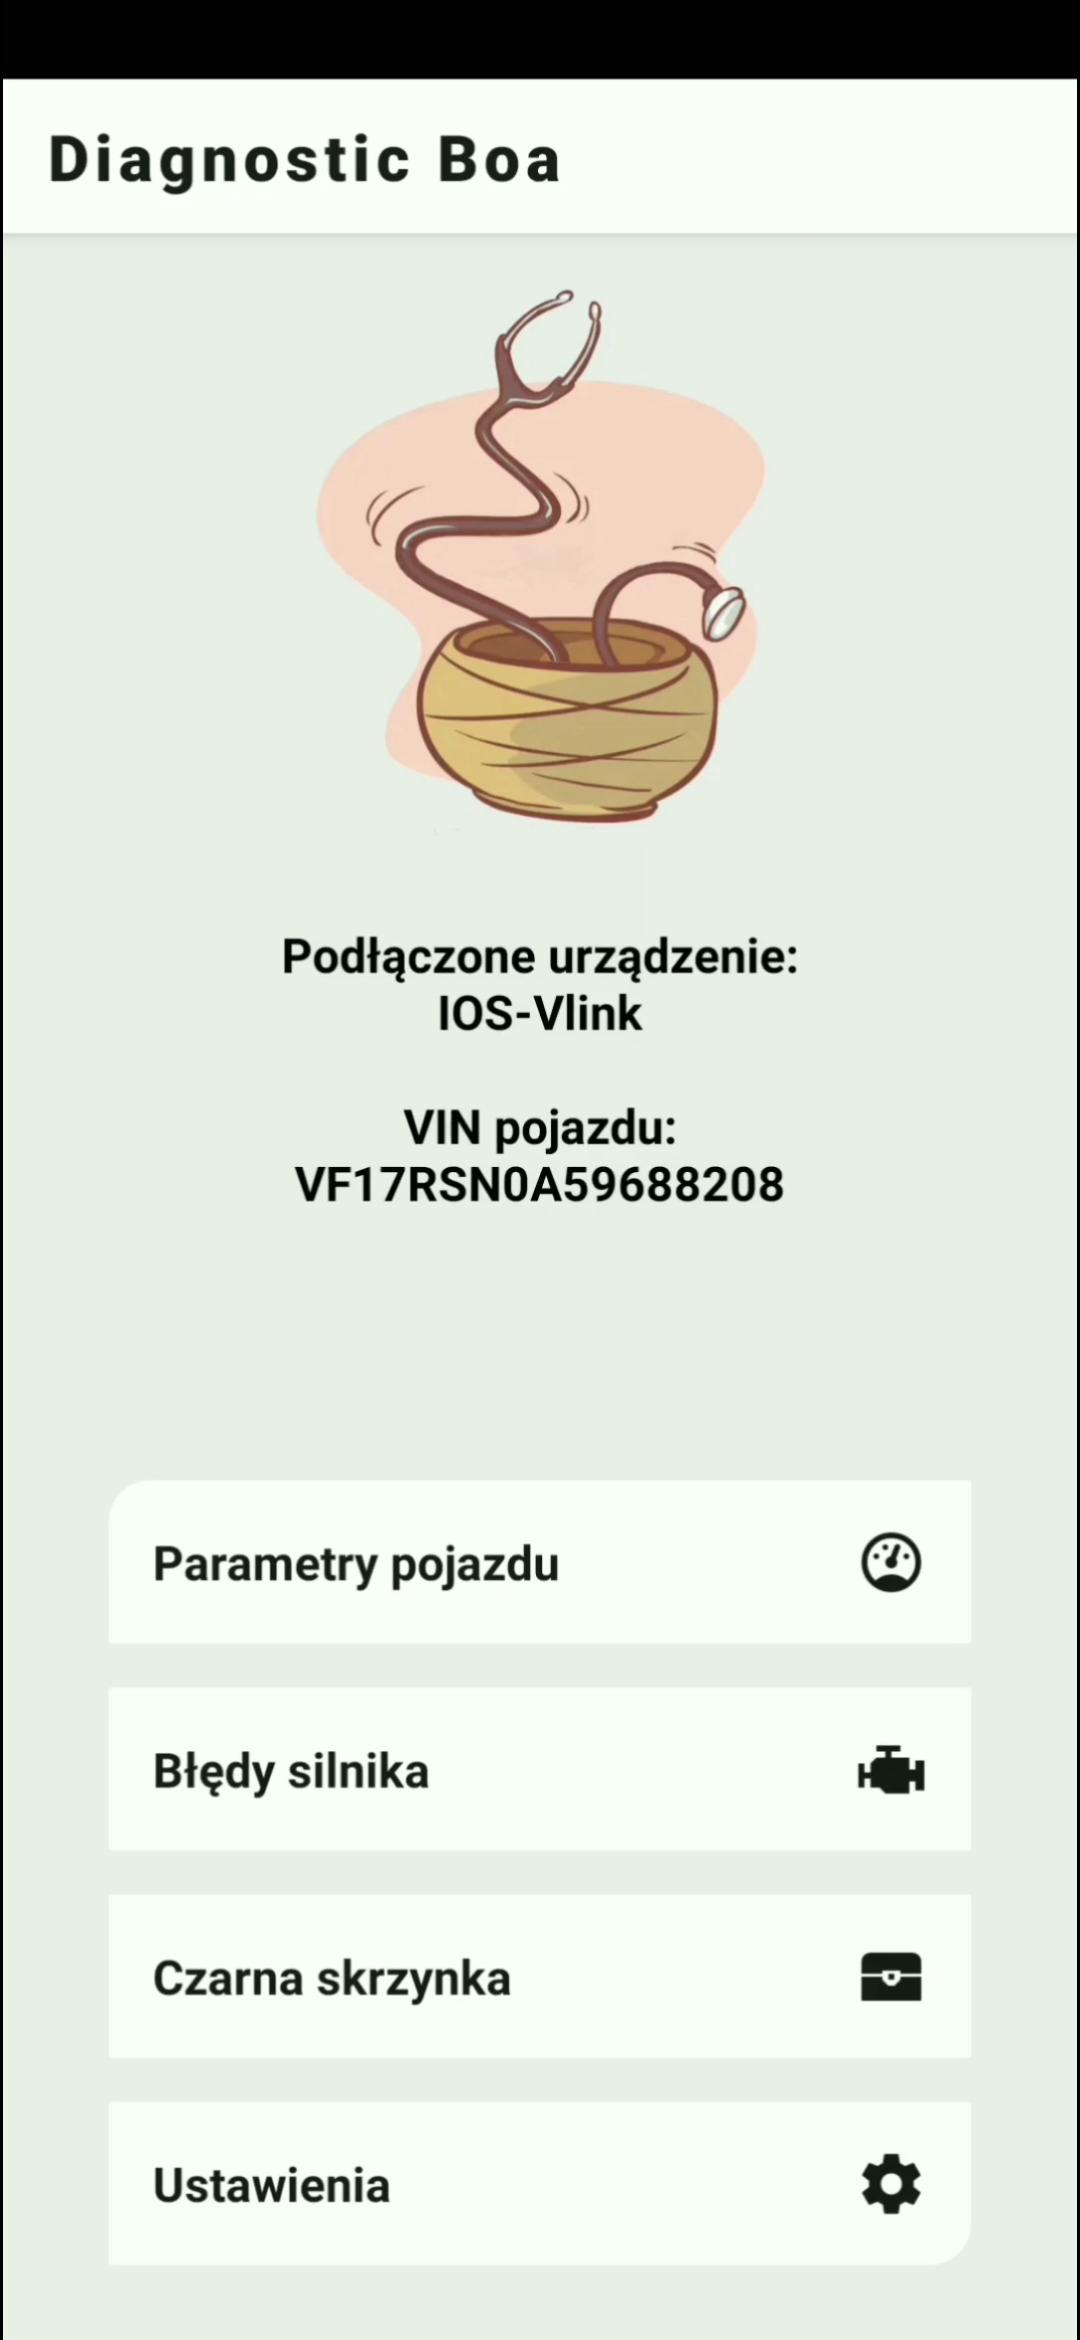 Diagnostic Boa
Podłączone urządzenie:
IOS-Vlink
VIN pojazdu:
VF17RSN0A59688208
Parametry pojazdu
Błędy silnika
Czarna skrzynka
Ustawienia